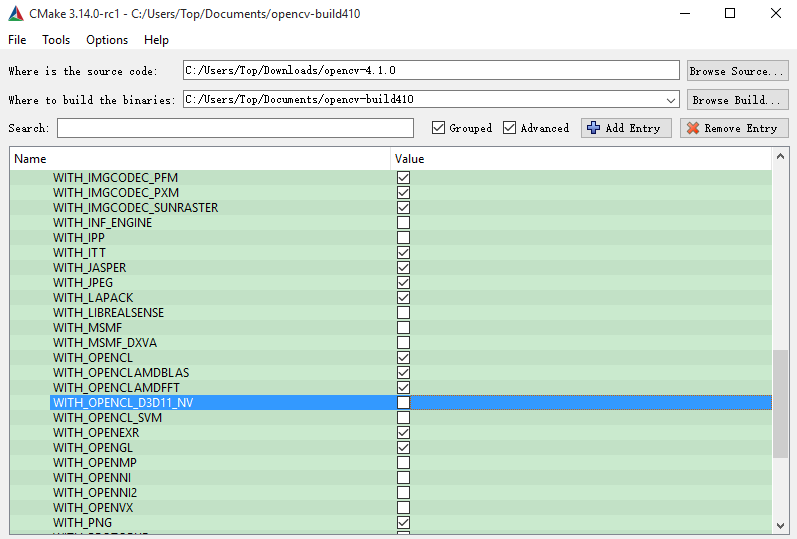 CMake 3.14.0-rc1 - C:/Users/Top/Documents/opencv-build410
File Tools Options Help
Where is the source code: C:/Users/Top/Downloads/opencv-4.1.0 Browse Source...
Where to build the binaries: C:/Users/Top/Documents/opencv-build410 Browse Build...
Search: Grouped Advanced Add Entry Remove Entry
Name Value
WITH_IMGCODEC_PFM
WITH_IMGCODEC_PXM
WITH_IMGCODEC_SUNRASTER
WITH_INF_ENGINE
WITH_IPP
WITH_ITT
WITH_JASPER
WITH_JPEG
WITH_LAPACK
WITH_LIBREALSENSE
WITH_MSMF
WITH_MSMF_DXVA
WITH_OPENCL
WITH_OPENCLAMDBLAS
WITH_OPENCLAMDFFT
WITH_OPENCL_D3D11_NV
WITH_OPENCL_SVM
WITH_OPENEXR
WITH_OPENGL
WITH_OPENMP
WITH_OPENNI
WITH_OPENNI2
WITH_OPENVX
WITH_PNG